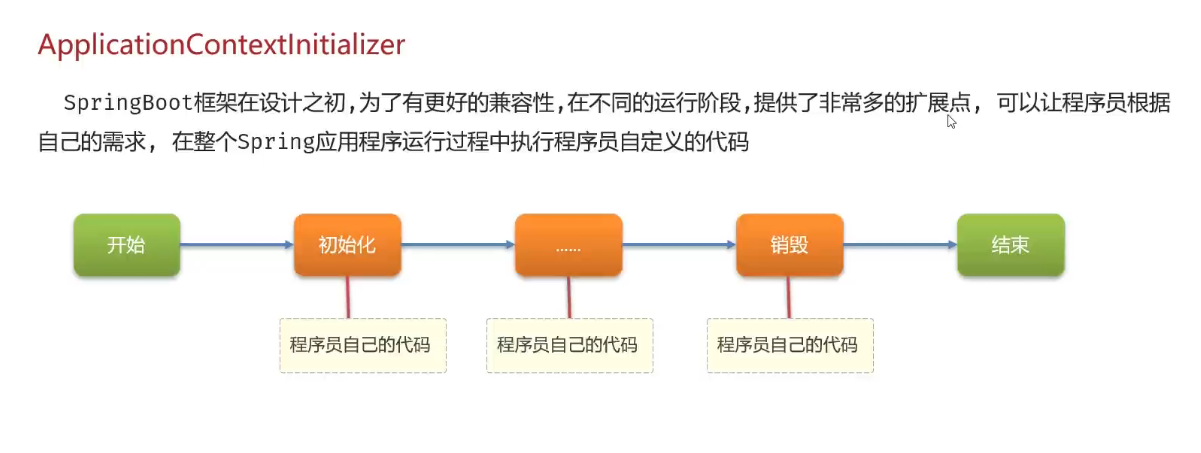 ApplicationContextInitializer
SpringBoot框架在设计之初,为了有更好的兼容性,在不同的运行阶段,提供了非常多的扩展点, 可以让程序员根据
自己的需求, 在整个Spring应用程序运行过程中执行程序员自定义的代码
开始
初始化
……
销毁
结束
程序员自己的代码
程序员自己的代码
程序员自己的代码